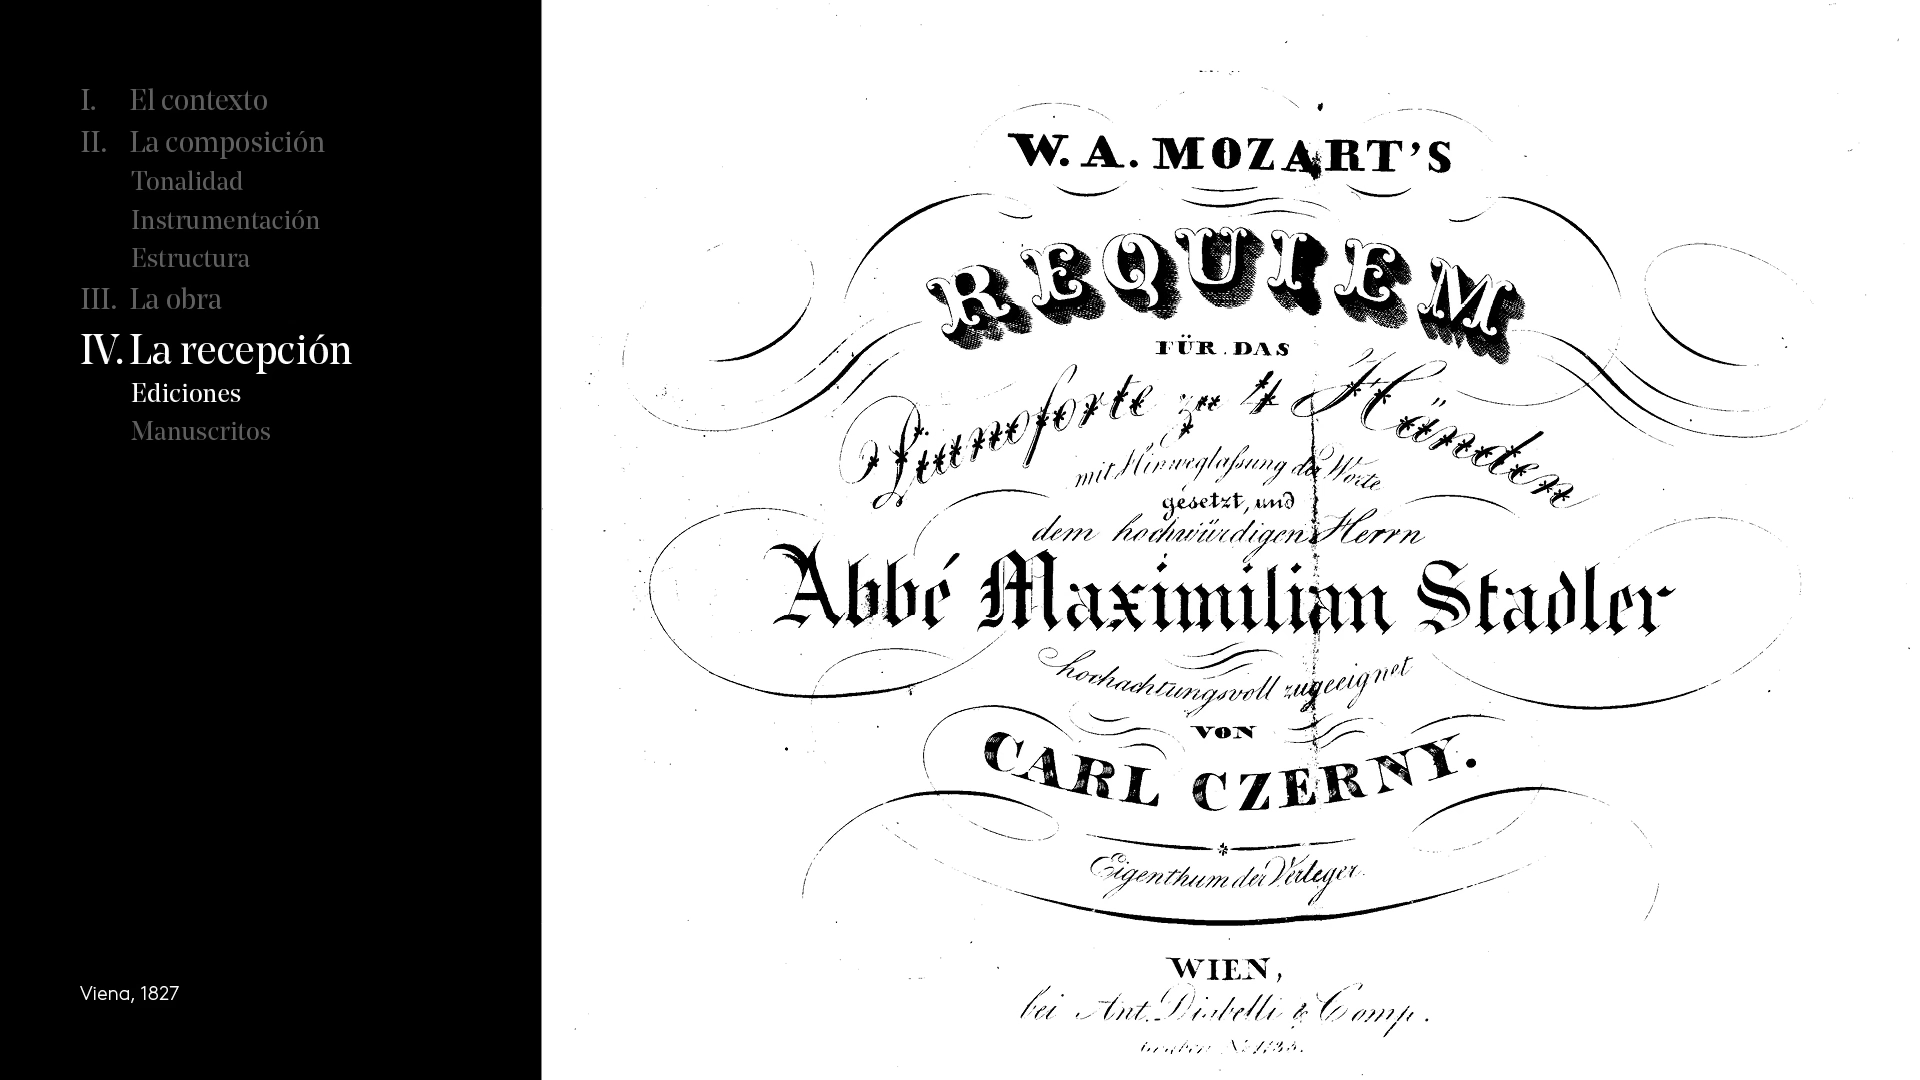 I. El contexto
II. La composición
Tonalidad
Instrumentación
Estructura
III. La obra
IV. La recepción
Ediciones
Manuscritos
Viena, 1827
W. A. MOZART'S
REQUIEM
FÜR DAS
Pianoforte zu 4 Händen
mit Hinweglaßung der Worte
gesetzt, und
dem hochwürdigen Herrn
Abbé Maximilian Stadler
hochachtungsvoll zugeeignet
VON
CARL CZERNY.
Eigenthum der Verleger.
WIEN,
bei Ant. Diabelli & Comp.
Graben